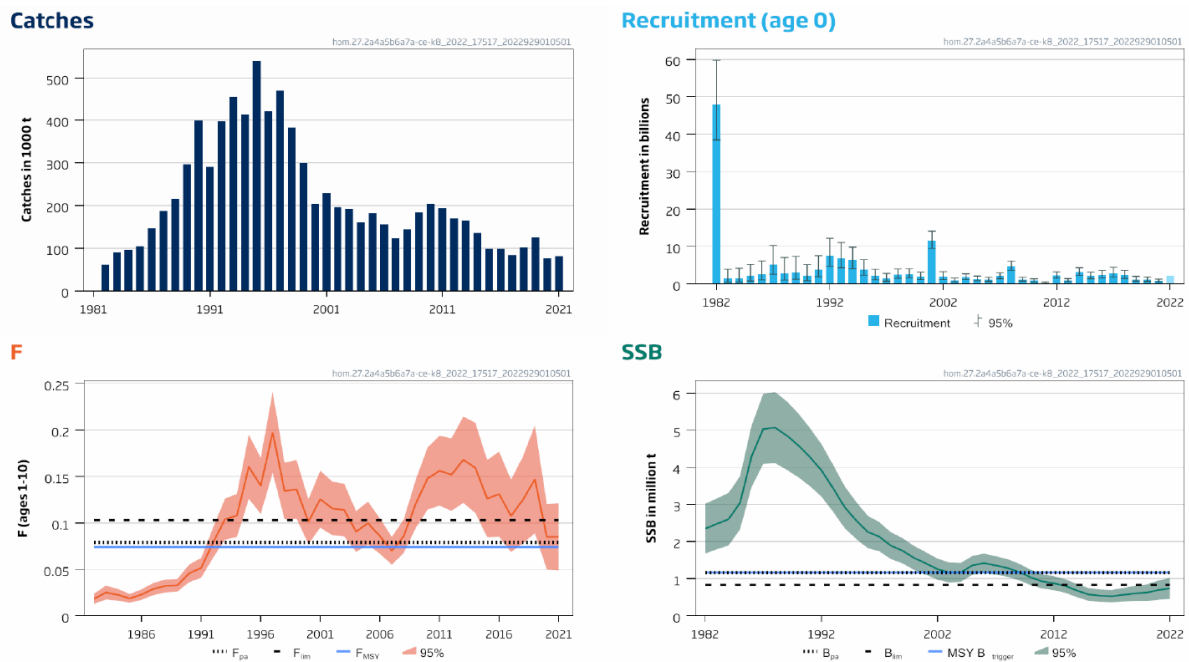 Catches
hom.27.2a4a5b6a7a-ce-k8_2022_17517_2022929010501
Catches in 1000 t
500
400
300
200
100
0
1981
1991
2001
2011
2021
Recruitment (age 0)
hom.27.2a4a5b6a7a-ce-k8_2022_17517_2022929010501
Recruitment in billions
60
50
40
30
20
10
0
1982
1992
2002
2012
2022
Recruitment
95%
F
hom.27.2a4a5b6a7a-ce-k8_2022_17517_2022929010501
F (ages 1-10)
0.25
0.2
0.15
0.1
0.05
0
1986
1991
1996
2001
2006
2011
2016
2021
Fpa
Flim
FMSY
95%
SSB
hom.27.2a4a5b6a7a-ce-k8_2022_17517_2022929010501
SSB in million t
6
5
4
3
2
1
0
1982
1992
2002
2012
2022
Bpa
Blim
MSY B trigger
95%